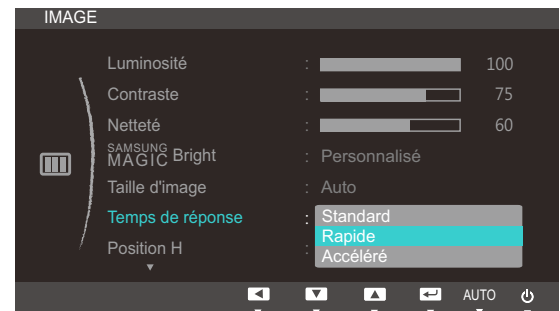 IMAGE
Luminosité : 100
Contraste : 75
Netteté : 60
SAMSUNG MAGIC Bright : Personnalisé
Taille d'image : Auto
Temps de réponse : Standard
Rapide
Position H : Accéléré
AUTO